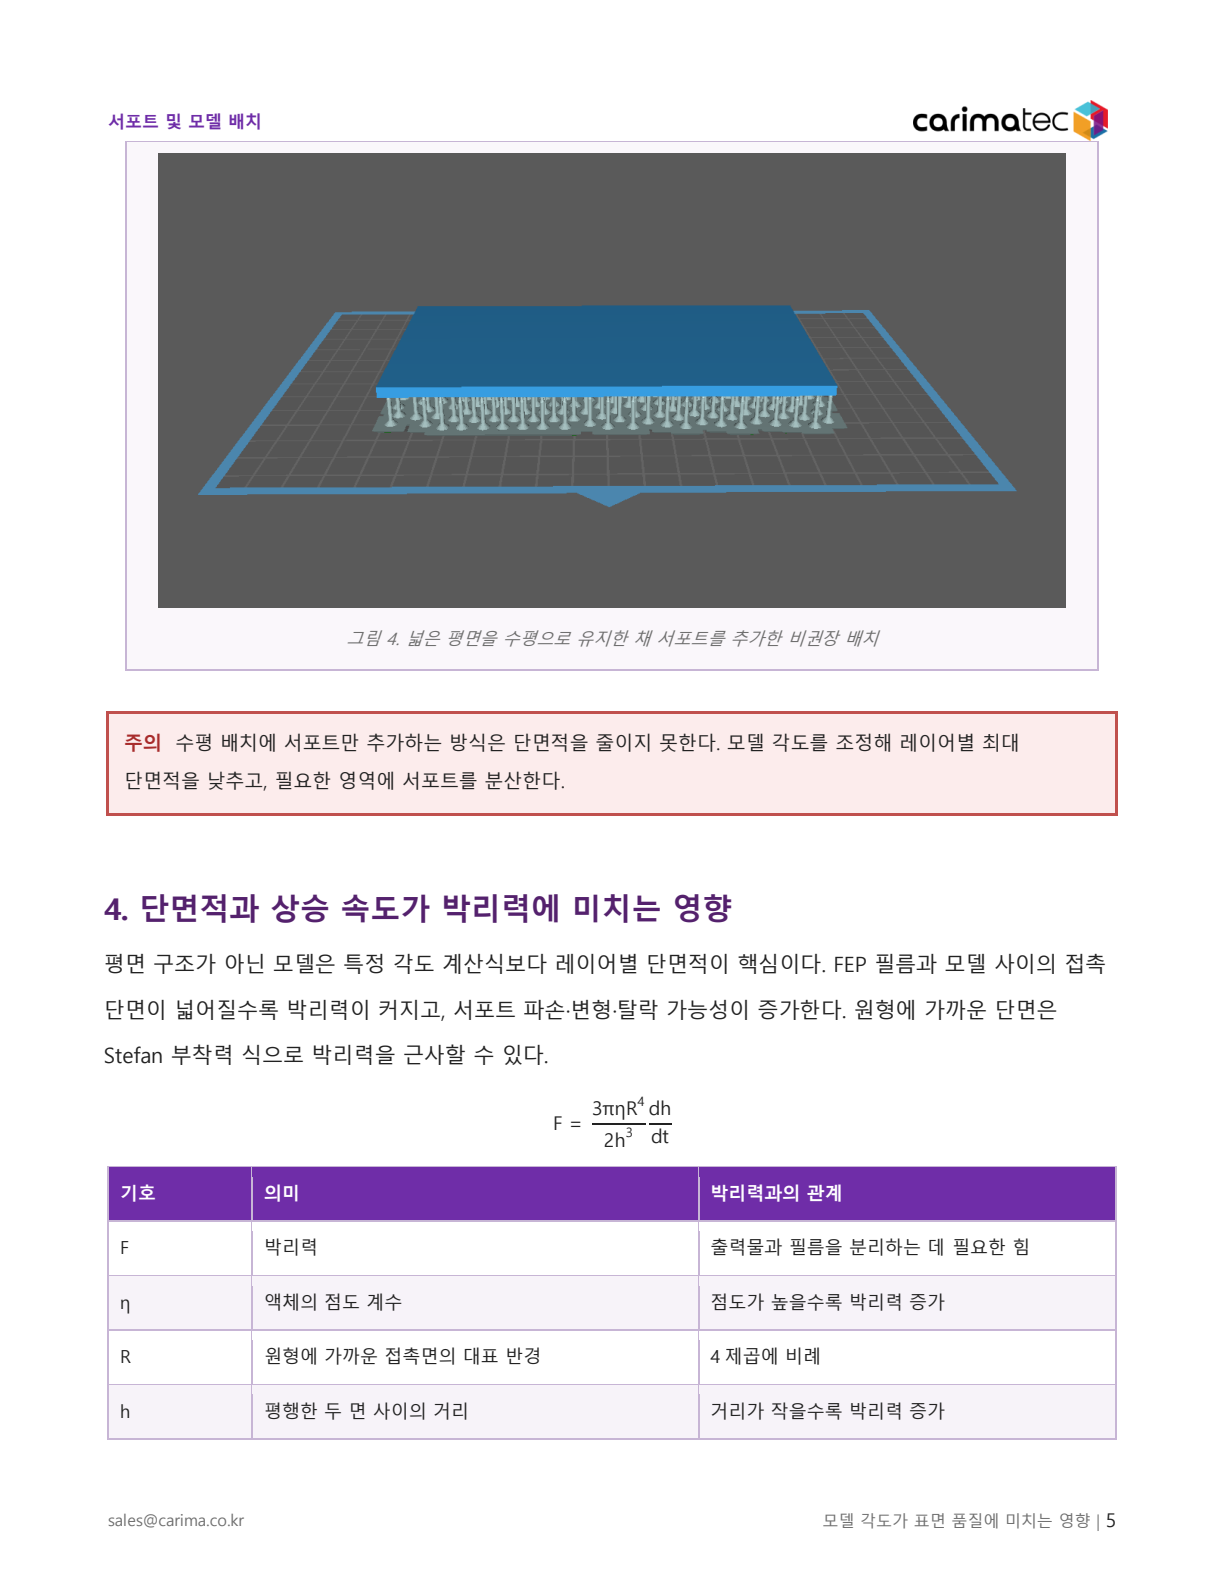 서포트 및 모델 배치
carimatec
그림 4. 넓은 평면을 수평으로 유지한 채 서포트를 추가한 비권장 배치
주의 수평 배치에 서포트만 추가하는 방식은 단면적을 줄이지 못한다. 모델 각도를 조정해 레이어별 최대
단면적을 낮추고, 필요한 영역에 서포트를 분산한다.
4. 단면적과 상승 속도가 박리력에 미치는 영향
평면 구조가 아닌 모델은 특정 각도 계산식보다 레이어별 단면적이 핵심이다. FEP 필름과 모델 사이의 접촉
단면이 넓어질수록 박리력이 커지고, 서포트 파손·변형·탈락 가능성이 증가한다. 원형에 가까운 단면은
Stefan 부착력 식으로 박리력을 근사할 수 있다.
F = 3πηR⁴/2h³ dh/dt
기호 의미 박리력과의 관계
F 박리력 출력물과 필름을 분리하는 데 필요한 힘
η 액체의 점도 계수 점도가 높을수록 박리력 증가
R 원형에 가까운 접촉면의 대표 반경 4 제곱에 비례
h 평행한 두 면 사이의 거리 거리가 작을수록 박리력 증가
sales@carima.co.kr 모델 각도가 표면 품질에 미치는 영향 | 5